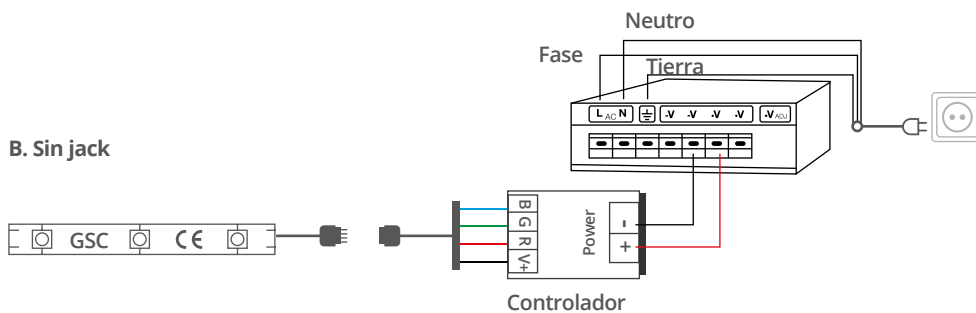 Neutro
Fase
Tierra
L AC N -V -V -V -V -V ADJ
B. Sin jack
GSC CE
B
G
R
V+
Power
-
+
Controlador